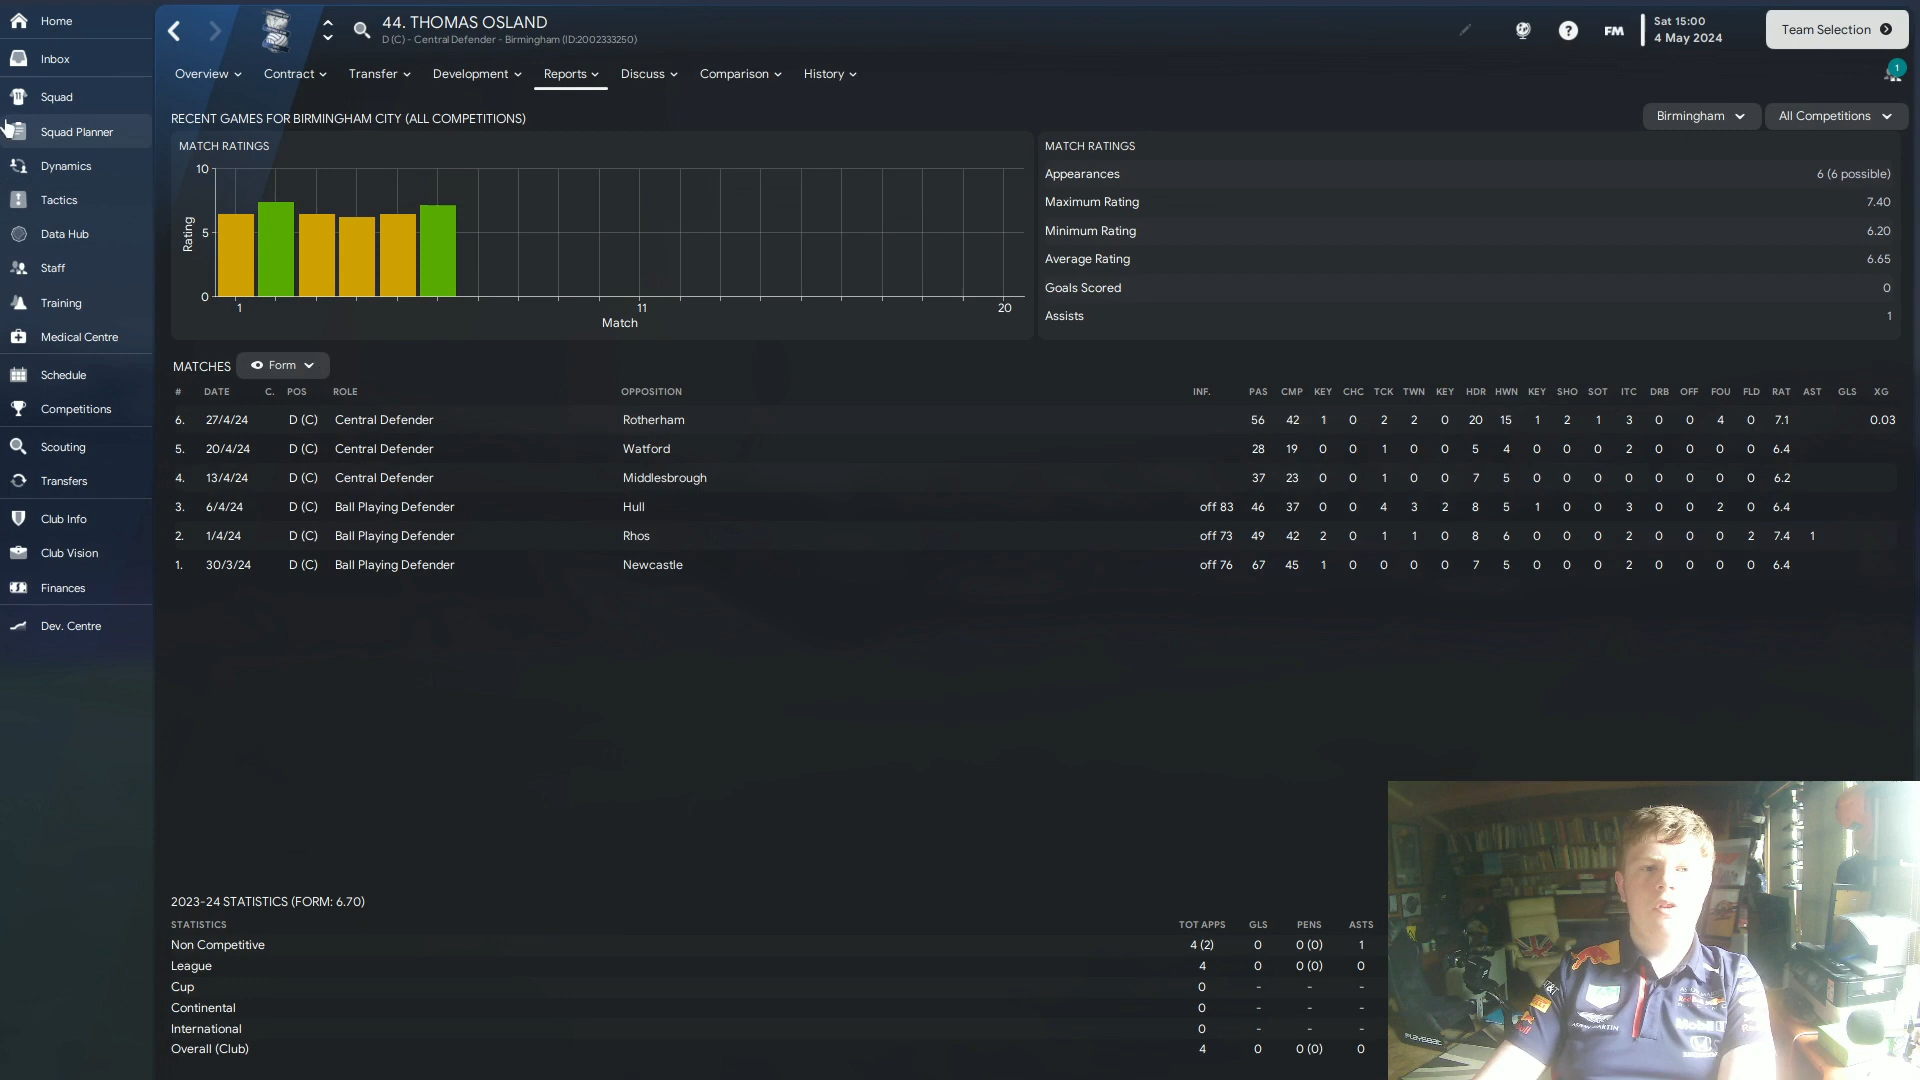 Home
Inbox
Squad
Squad Planner
Dynamics
Tactics
Data Hub
Staff
Training
Medical Centre
Schedule
Competitions
Scouting
Transfers
Club Info
Club Vision
Finances
Dev. Centre
44. THOMAS OSLAND
D (C) - Central Defender - Birmingham (ID:2002333250)
FM
Sat 15:00
4 May 2024
Team Selection
Overview Contract Transfer Development Reports Discuss Comparison History
1
RECENT GAMES FOR BIRMINGHAM CITY (ALL COMPETITIONS)
Birmingham All Competitions
MATCH RATINGS
10
5
0
Rating
1 11 20
Match
MATCH RATINGS
Appearances 6 (6 possible)
Maximum Rating 7.40
Minimum Rating 6.20
Average Rating 6.65
Goals Scored 0
Assists 1
MATCHES Form
# DATE C. POS ROLE OPPOSITION INF. PAS CMP KEY CHC TCK TWN KEY HDR HWN KEY SHO SOT ITC DRB OFF FOU FLD RAT AST GLS XG
6. 27/4/24 D (C) Central Defender Rotherham 56 42 1 0 2 2 0 20 15 1 2 1 3 0 0 4 0 7.1 0.03
5. 20/4/24 D (C) Central Defender Watford 28 19 0 0 1 0 0 5 4 0 0 0 2 0 0 0 0 6.4
4. 13/4/24 D (C) Central Defender Middlesbrough 37 23 0 0 1 0 0 7 5 0 0 0 0 0 0 0 0 6.2
3. 6/4/24 D (C) Ball Playing Defender Hull off 83 46 37 0 0 4 3 2 8 5 1 0 0 3 0 0 2 0 6.4
2. 1/4/24 D (C) Ball Playing Defender Rhos off 73 49 42 2 0 1 1 0 8 6 0 0 0 2 0 0 0 2 7.4 1
1. 30/3/24 D (C) Ball Playing Defender Newcastle off 76 67 45 1 0 0 0 0 7 5 0 0 0 2 0 0 0 0 6.4
2023-24 STATISTICS (FORM: 6.70)
STATISTICS TOT APPS GLS PENS ASTS
Non Competitive 4 (2) 0 0 (0) 1
League 4 0 0 (0) 0
Cup 0 - - -
Continental 0 - - -
International 0 - - -
Overall (Club) 4 0 0 (0) 0
AT&T
Red Bull
ASTON MARTIN
Mobil 1
HONDA
PLAYSEAT